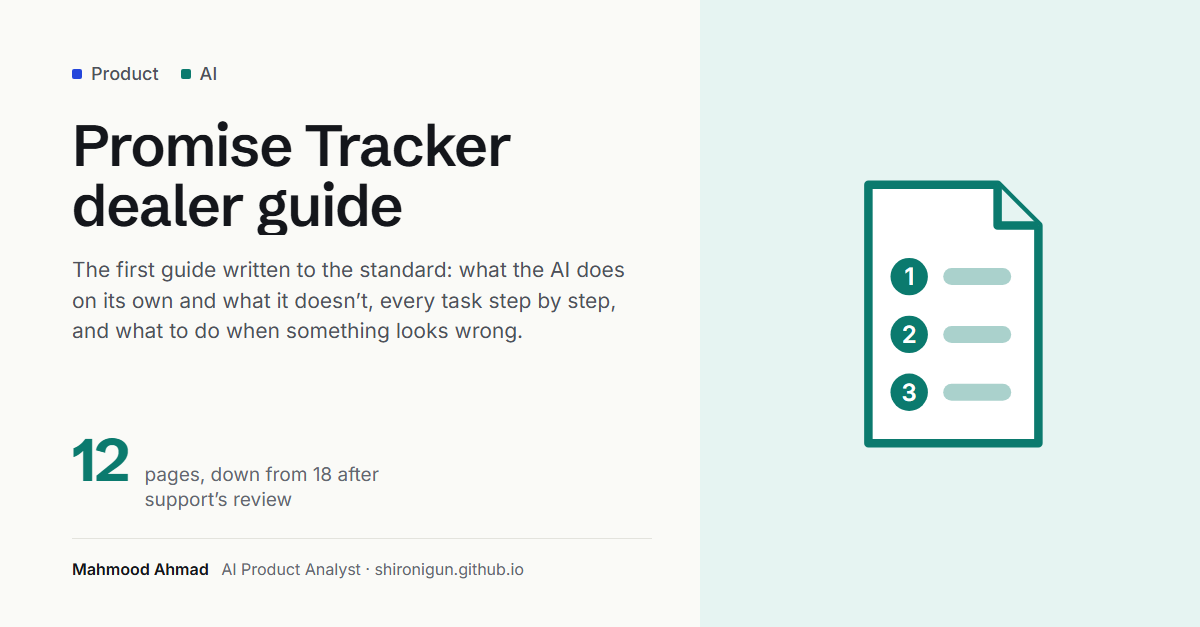 Product AI
Promise Tracker
dealer guide
The first guide written to the standard: what the AI does
on its own and what it doesn’t, every task step by step,
and what to do when something looks wrong.
12 pages, down from 18 after
support’s review
Mahmood Ahmad AI Product Analyst · shironigun.github.io
1
2
3